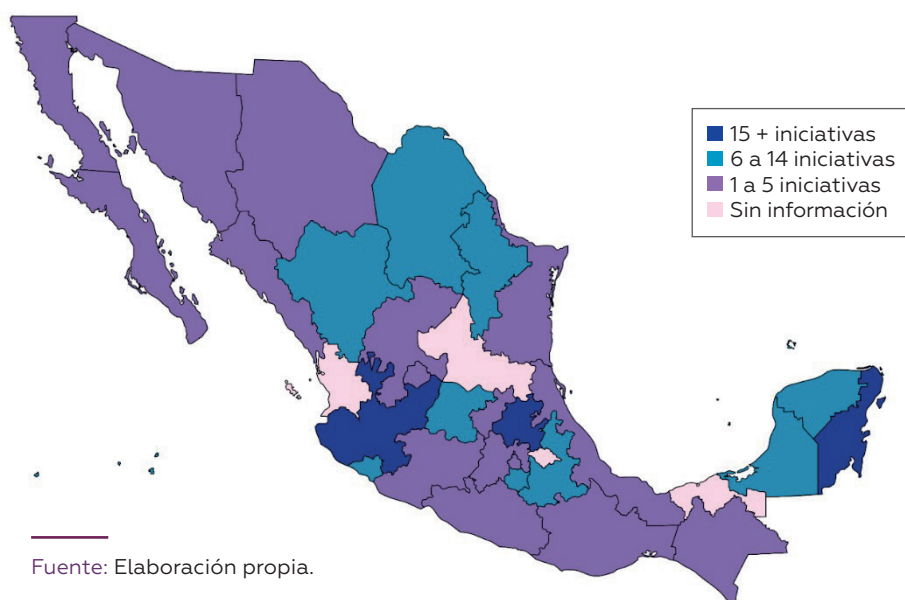 15 + iniciativas
6 a 14 iniciativas
1 a 5 iniciativas
Sin información
Fuente: Elaboración propia.